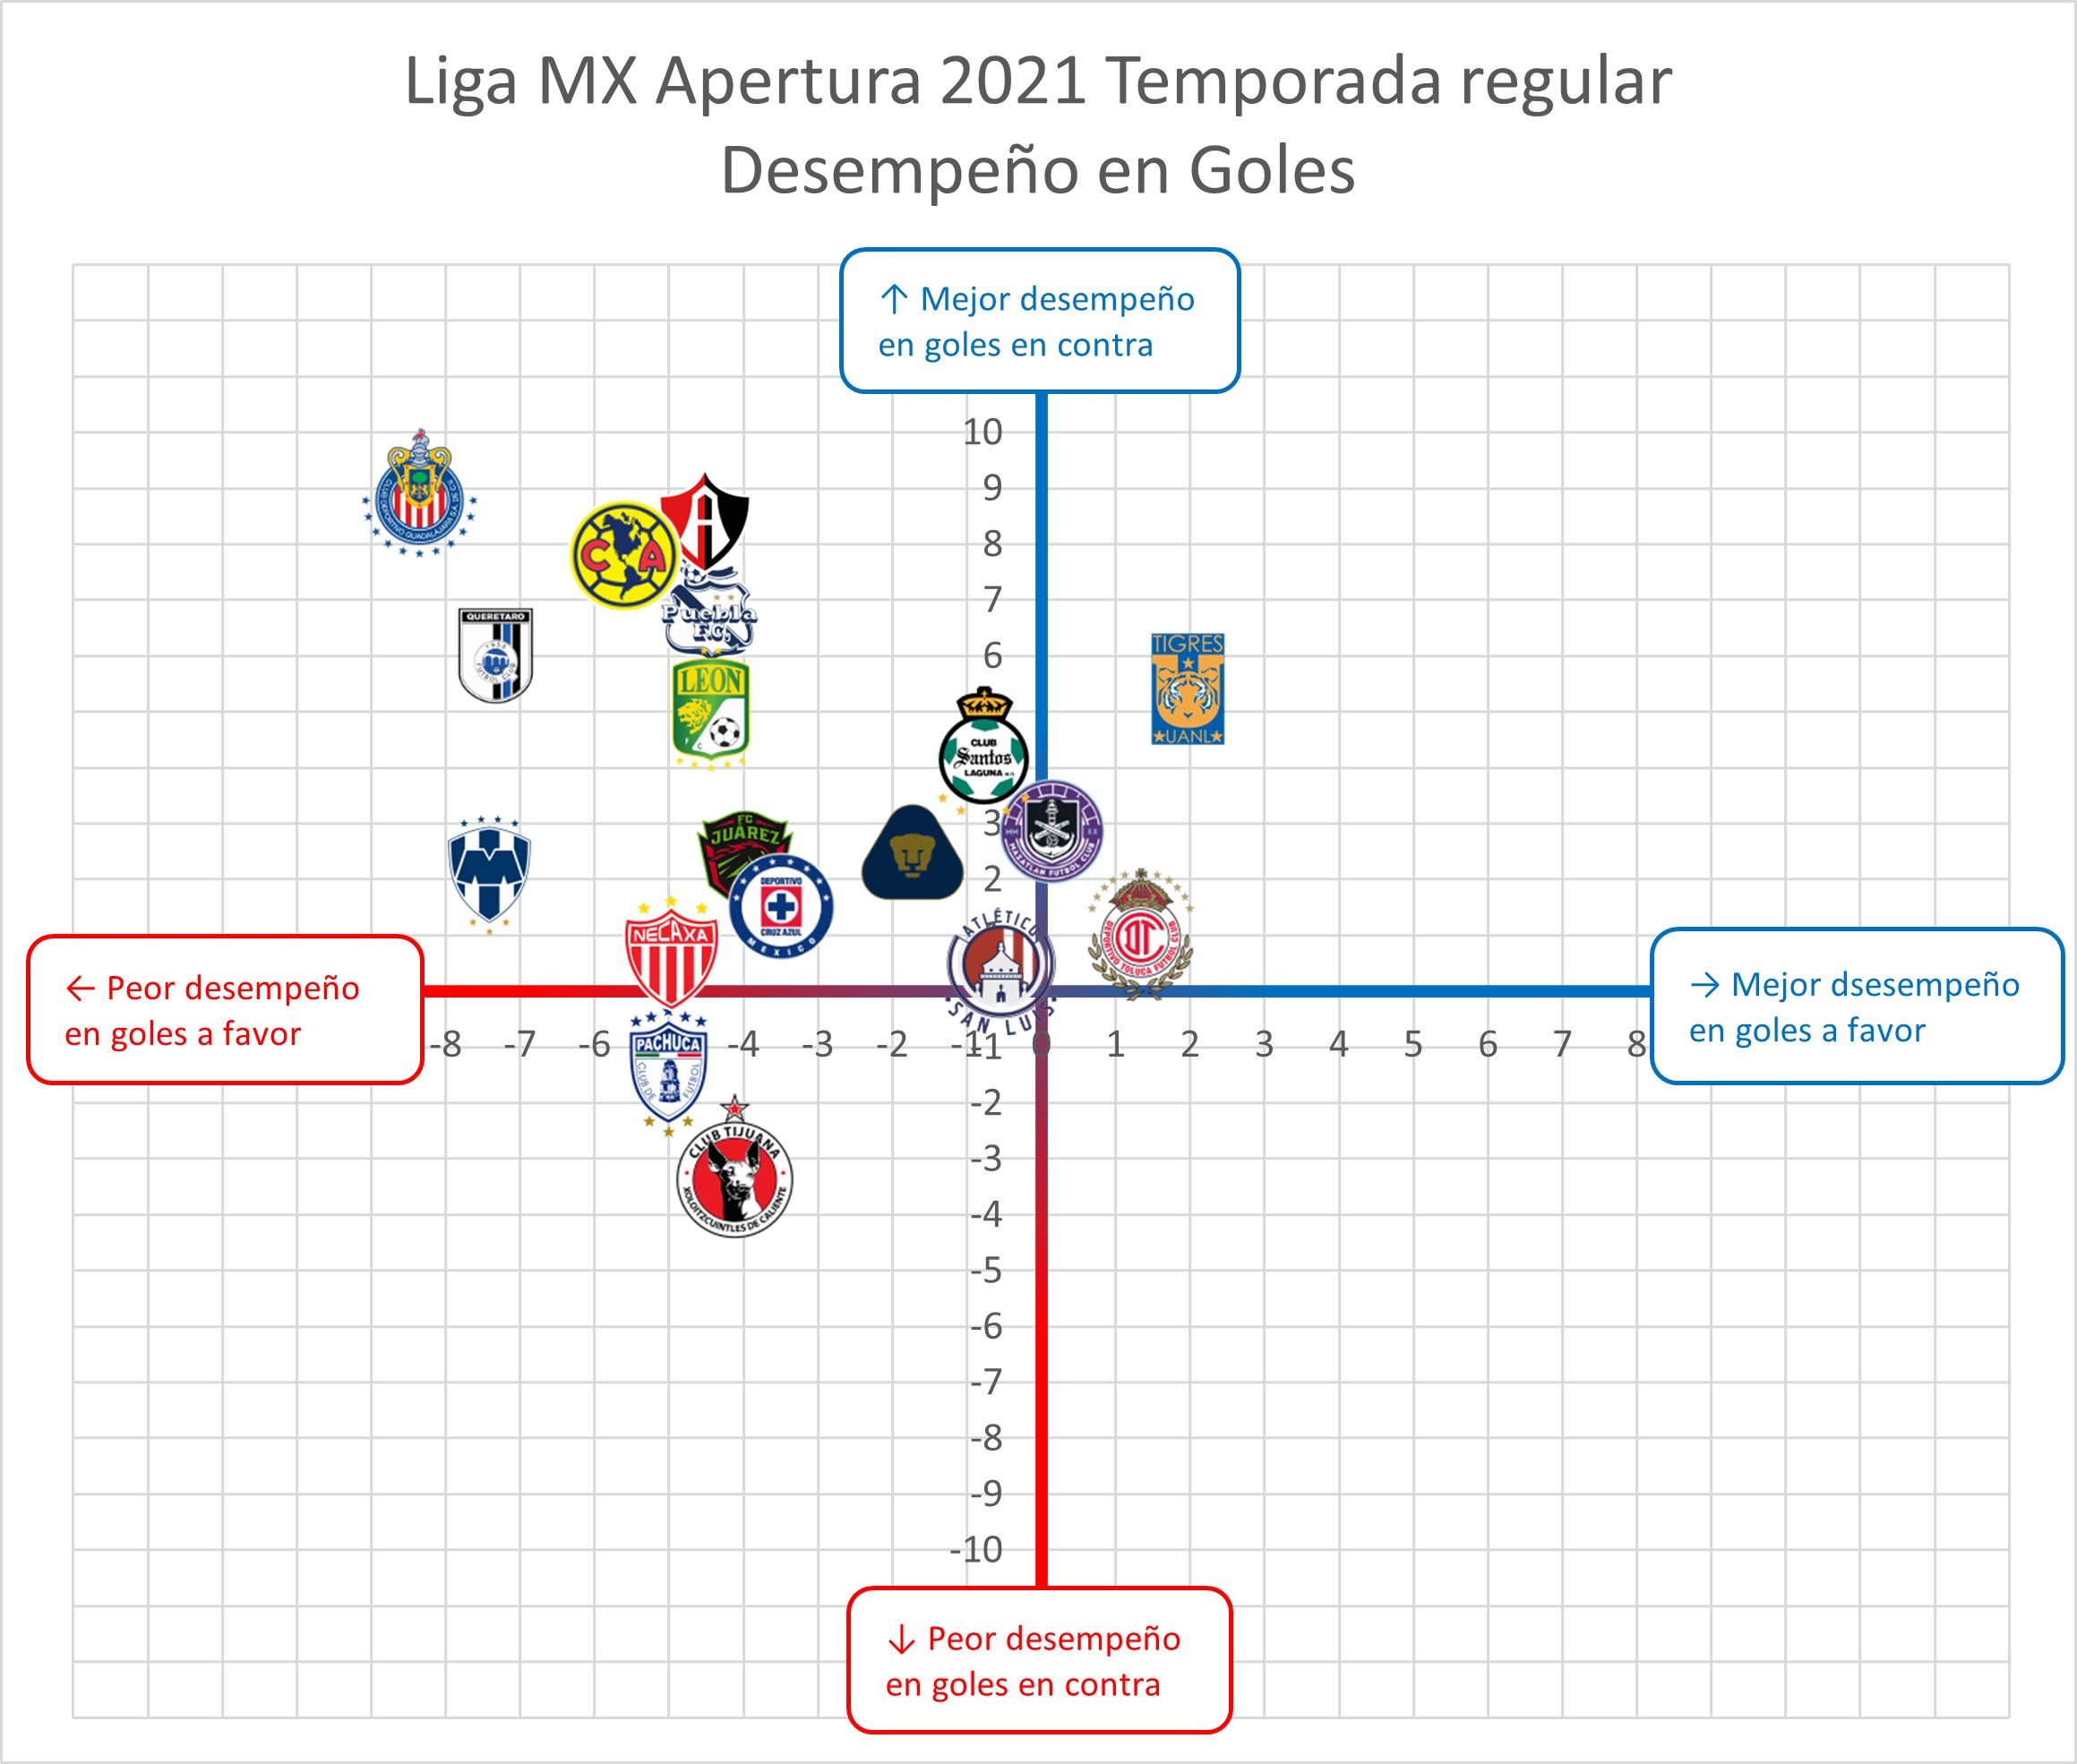 Liga MX Apertura 2021 Temporada regular
Desempeño en Goles
↑ Mejor desempeño
en goles en contra
10
9
8
7
6
3
2
C A
Puebla
F.C.
QUERETARO
TIGRES
UANL
LEON
CLUB
Santos
LAGUNA
FC
JUÁREZ
MAZATLAN FUTBOL CLUB
DEPORTIVO
CRUZ AZUL
MEXICO
NECAXA
ATLÉTICO
SAN LUIS
DEPORTIVO TOLUCA FUTBOL CLUB
← Peor desempeño
en goles a favor
→ Mejor dsesempeño
en goles a favor
-8 -7 -6 -4 -3 -2 -1 0 1 2 3 4 5 6 7 8
PACHUCA
CLUB DE FUTBOL
CLUB TIJUANA
XOLOITZCUINTLES DE CALIENTE
-1
-2
-3
-4
-5
-6
-7
-8
-9
-10
↓ Peor desempeño
en goles en contra